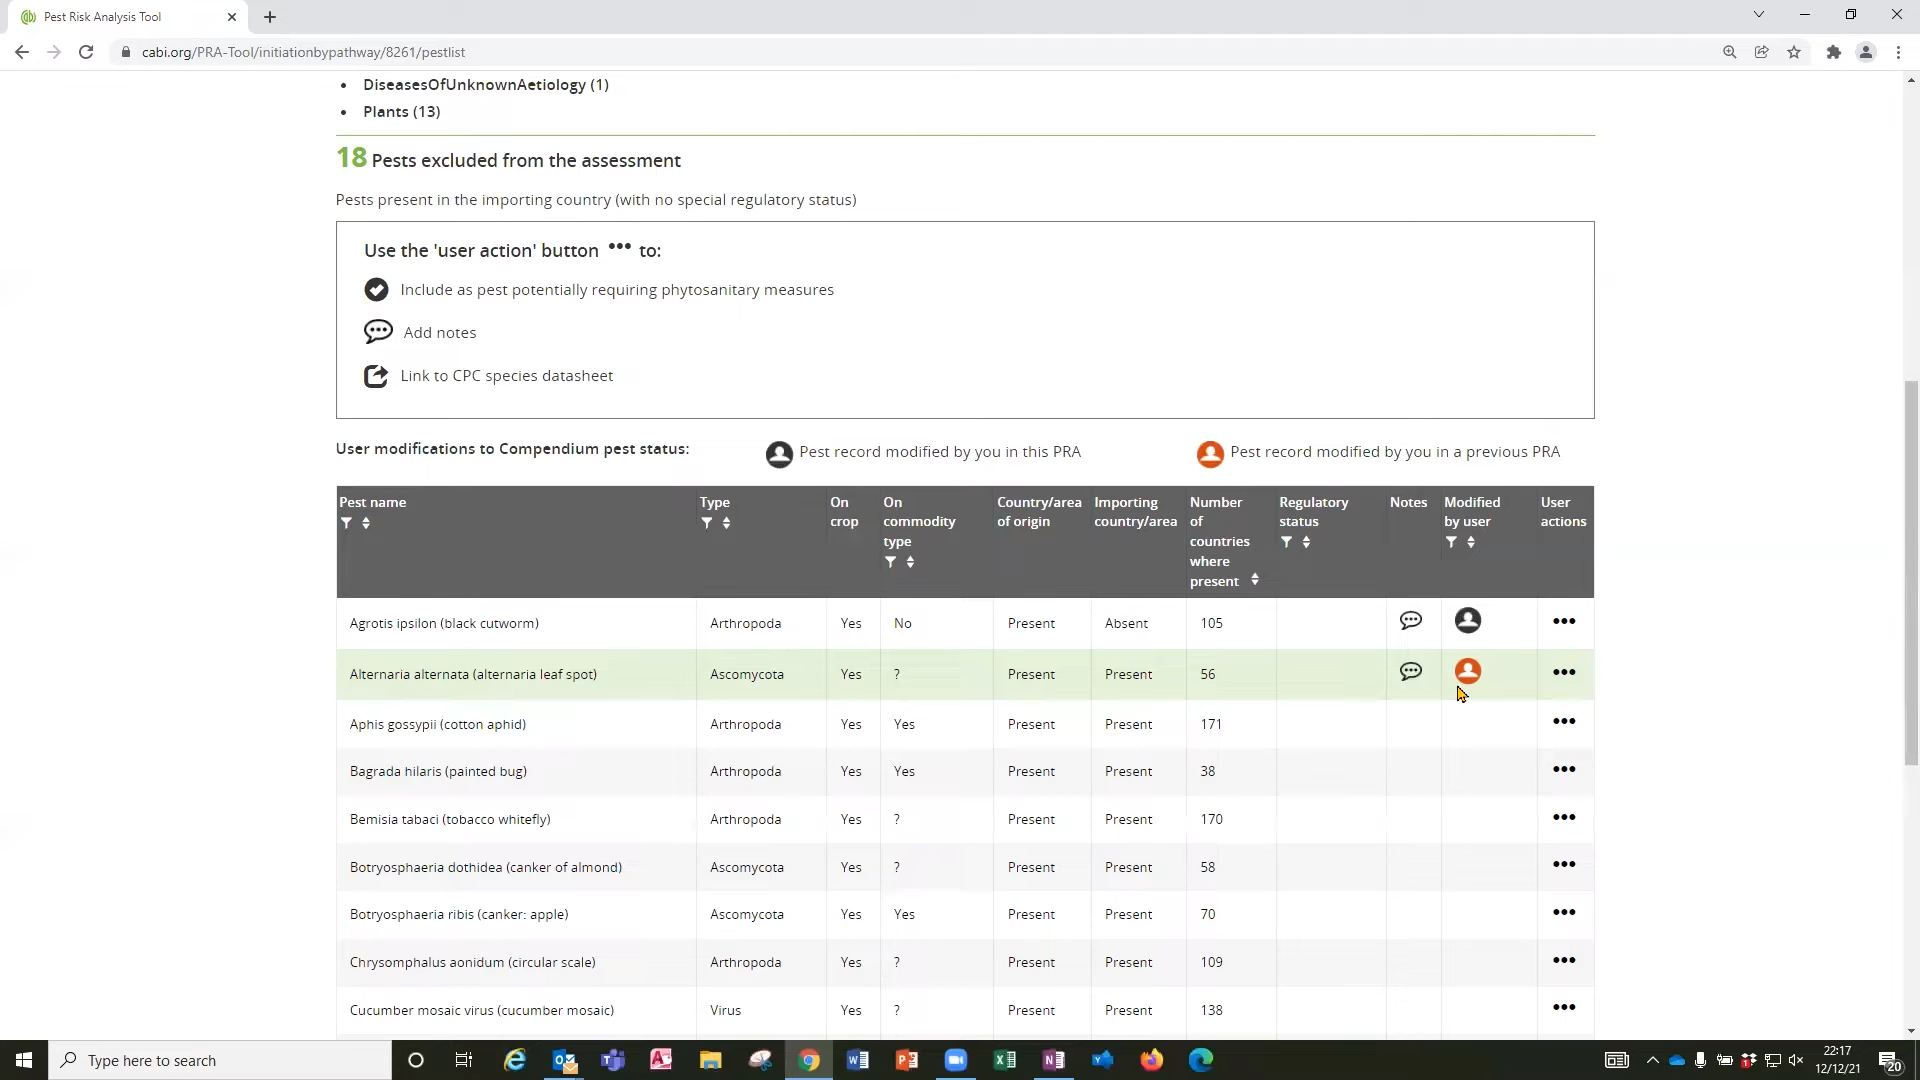 Pest Risk Analysis Tool
cabi.org/PRA-Tool/initiationbypathway/8261/pestlist
• DiseasesOfUnknownAetiology (1)
• Plants (13)
18 Pests excluded from the assessment
Pests present in the importing country (with no special regulatory status)
Use the 'user action' button ••• to:
Include as pest potentially requiring phytosanitary measures
Add notes
Link to CPC species datasheet
User modifications to Compendium pest status: Pest record modified by you in this PRA Pest record modified by you in a previous PRA
Pest name Type On crop On commodity type Country/area of origin Importing country/area Number of countries where present Regulatory status Notes Modified by user User actions
Agrotis ipsilon (black cutworm) Arthropoda Yes No Present Absent 105 •••
Alternaria alternata (alternaria leaf spot) Ascomycota Yes ? Present Present 56 •••
Aphis gossypii (cotton aphid) Arthropoda Yes Yes Present Present 171 •••
Bagrada hilaris (painted bug) Arthropoda Yes Yes Present Present 38 •••
Bemisia tabaci (tobacco whitefly) Arthropoda Yes ? Present Present 170 •••
Botryosphaeria dothidea (canker of almond) Ascomycota Yes ? Present Present 58 •••
Botryosphaeria ribis (canker: apple) Ascomycota Yes Yes Present Present 70 •••
Chrysomphalus aonidum (circular scale) Arthropoda Yes ? Present Present 109 •••
Cucumber mosaic virus (cucumber mosaic) Virus Yes ? Present Present 138 •••
Type here to search
22:17
12/12/21
20